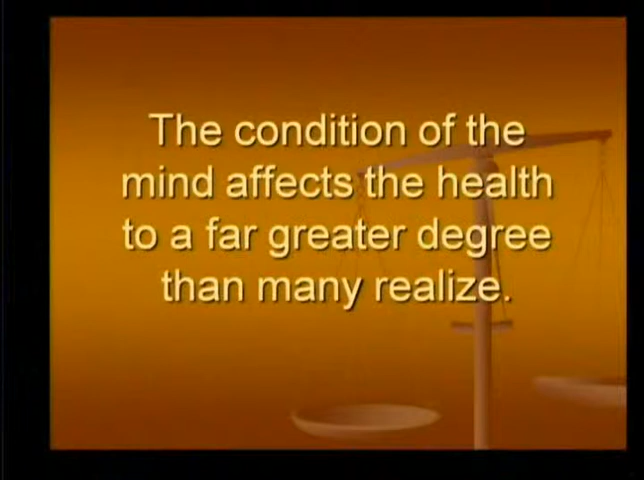 The condition of the
mind affects the health
to a far greater degree
than many realize.